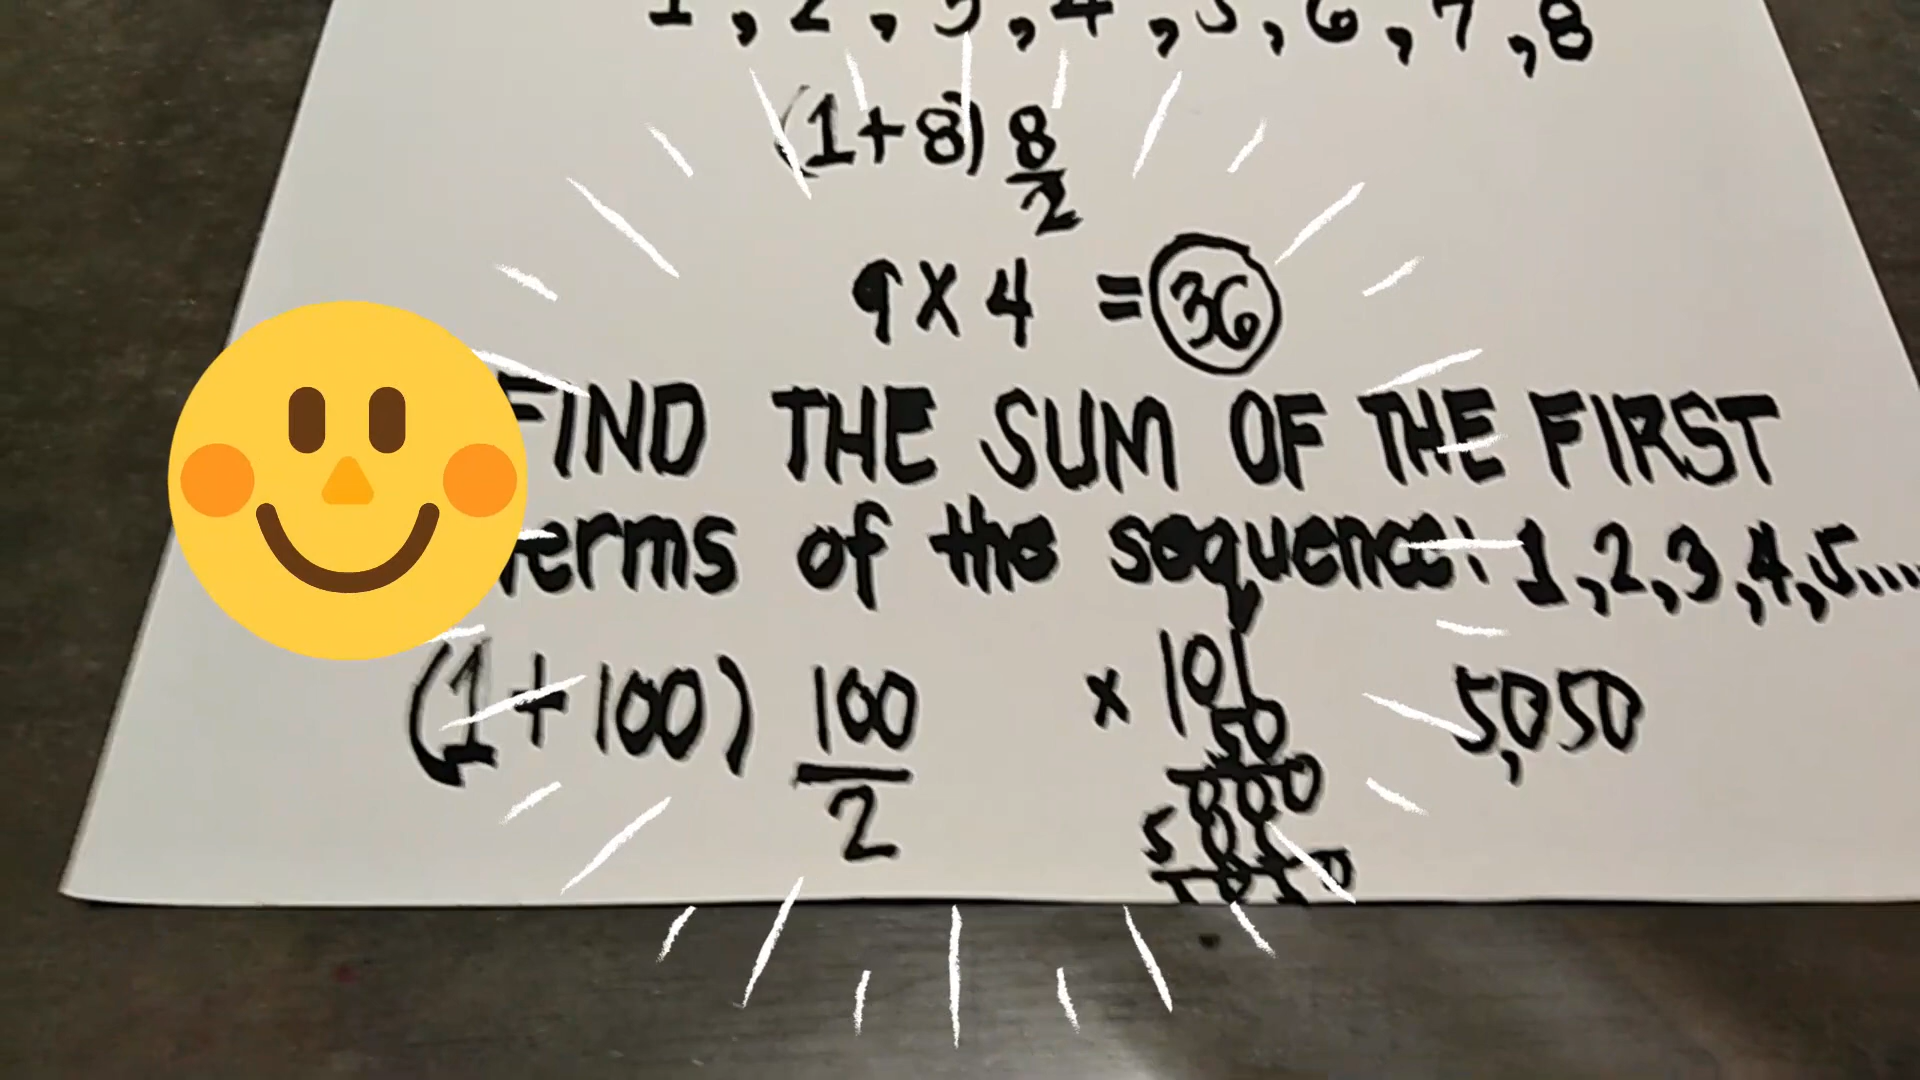 1, 2, 3, 4, 5, 6, 7, 8
(1+8) 8/2
9 x 4 = 36
FIND THE SUM OF THE FIRST
terms of the sequence: 1, 2, 3, 4, 5....
(1+100) 100/2 x 101 5,050
50
000